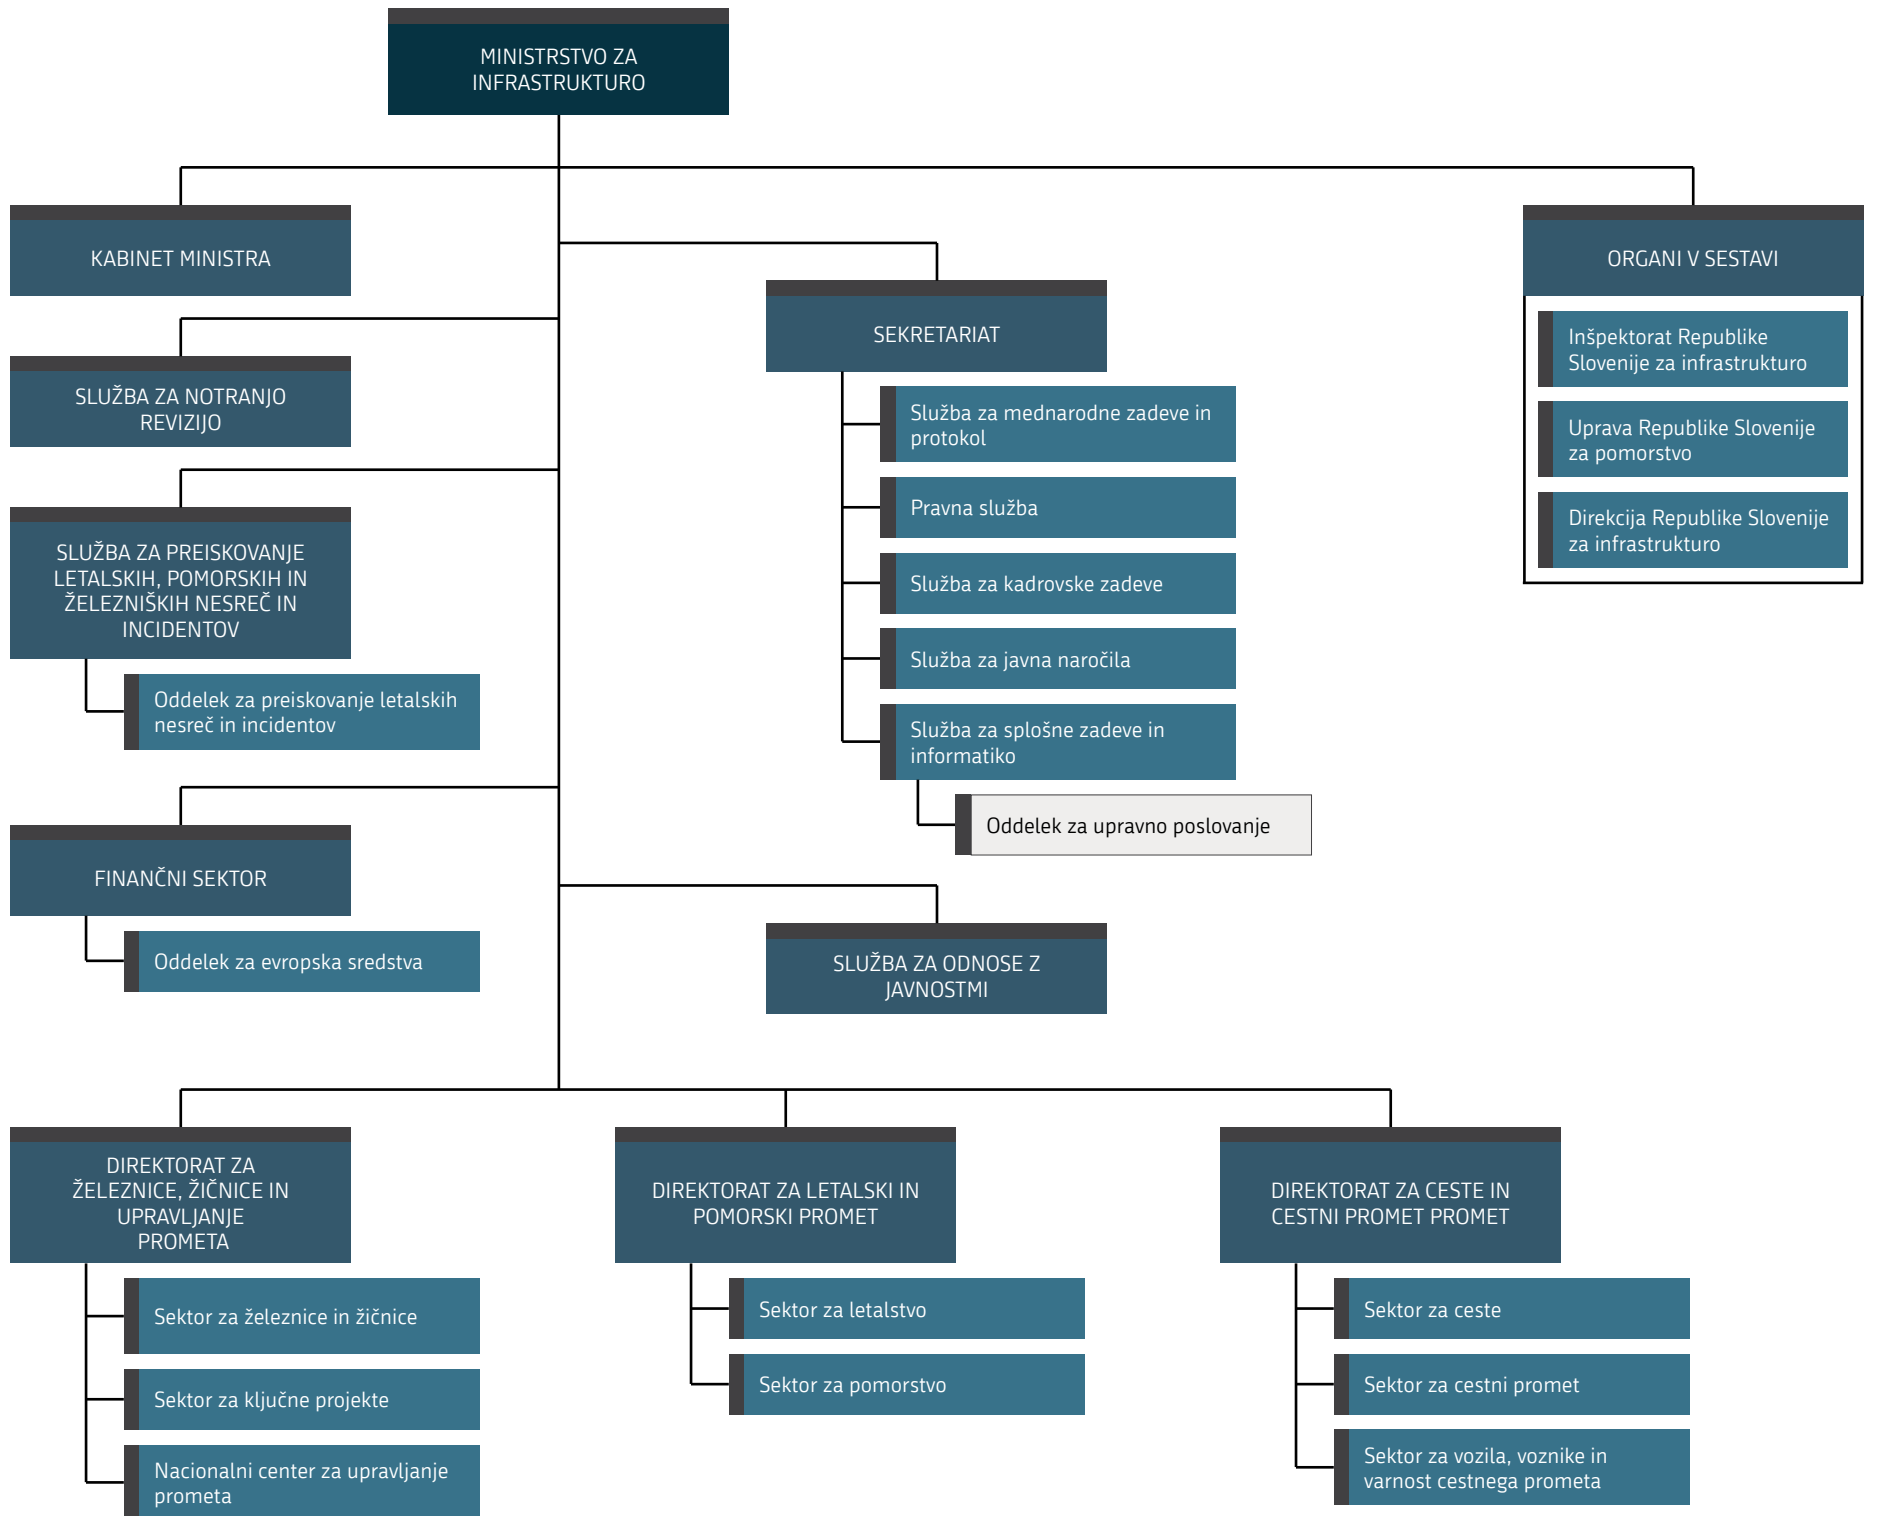 MINISTRSTVO ZA
INFRASTRUKTURO
KABINET MINISTRA
SLUŽBA ZA NOTRANJO
REVIZIJO
SLUŽBA ZA PREISKOVANJE
LETALSKIH, POMORSKIH IN
ŽELEZNIŠKIH NESREČ IN
INCIDENTOV
Oddelek za preiskovanje letalskih
nesreč in incidentov
FINANČNI SEKTOR
Oddelek za evropska sredstva
SEKRETARIAT
Služba za mednarodne zadeve in
protokol
Pravna služba
Služba za kadrovske zadeve
Služba za javna naročila
Služba za splošne zadeve in
informatiko
Oddelek za upravno poslovanje
SLUŽBA ZA ODNOSE Z
JAVNOSTMI
ORGANI V SESTAVI
Inšpektorat Republike
Slovenije za infrastrukturo
Uprava Republike Slovenije
za pomorstvo
Direkcija Republike Slovenije
za infrastrukturo
DIREKTORAT ZA
ŽELEZNICE, ŽIČNICE IN
UPRAVLJANJE
PROMETA
Sektor za železnice in žičnice
Sektor za ključne projekte
Nacionalni center za upravljanje
prometa
DIREKTORAT ZA LETALSKI IN
POMORSKI PROMET
Sektor za letalstvo
Sektor za pomorstvo
DIREKTORAT ZA CESTE IN
CESTNI PROMET PROMET
Sektor za ceste
Sektor za cestni promet
Sektor za vozila, voznike in
varnost cestnega prometa